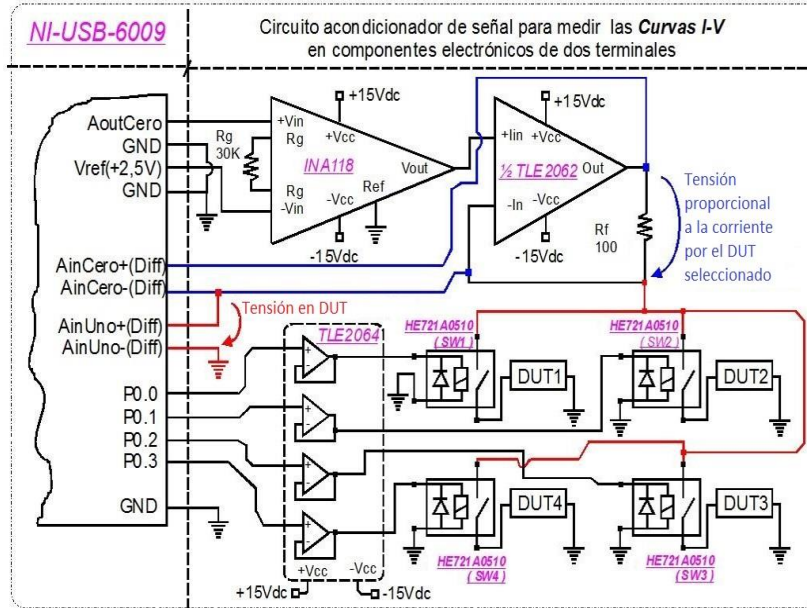 NI-USB-6009
Circuito acondicionador de señal para medir las Curvas I-V
en componentes electrónicos de dos terminales
AoutCero
GND
Vref(+2,5V)
GND
AinCero+(Diff)
AinCero-(Diff)
AinUno+(Diff)
AinUno-(Diff)
P0.0
P0.1
P0.2
P0.3
GND
Rg
30K
+Vin
Rg
Rg
-Vin
+15Vdc
+Vcc
INA118
Vout
-Vcc
Ref
-15Vdc
+15Vdc
+Iin
+Vcc
½ TLE2062
Out
-In
-Vcc
-15Vdc
Rf
100
Tensión
proporcional
a la corriente
por el DUT
seleccionado
Tensión en DUT
TLE2064
+
-
+
-
+
-
+
-
+Vcc
-Vcc
+15Vdc
-15Vdc
HE721A0510
(SW1)
DUT1
HE721A0510
(SW2)
DUT2
DUT4
HE721A0510
(SW4)
DUT3
HE721A0510
(SW3)